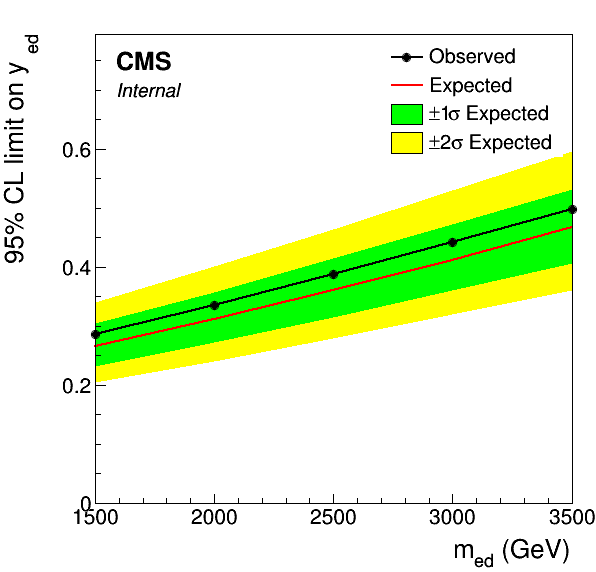 CMS
Internal
Observed
Expected
±1σ Expected
±2σ Expected
95% CL limit on y_ed
0.6
0.4
0.2
0
1500 2000 2500 3000 3500
m_ed (GeV)